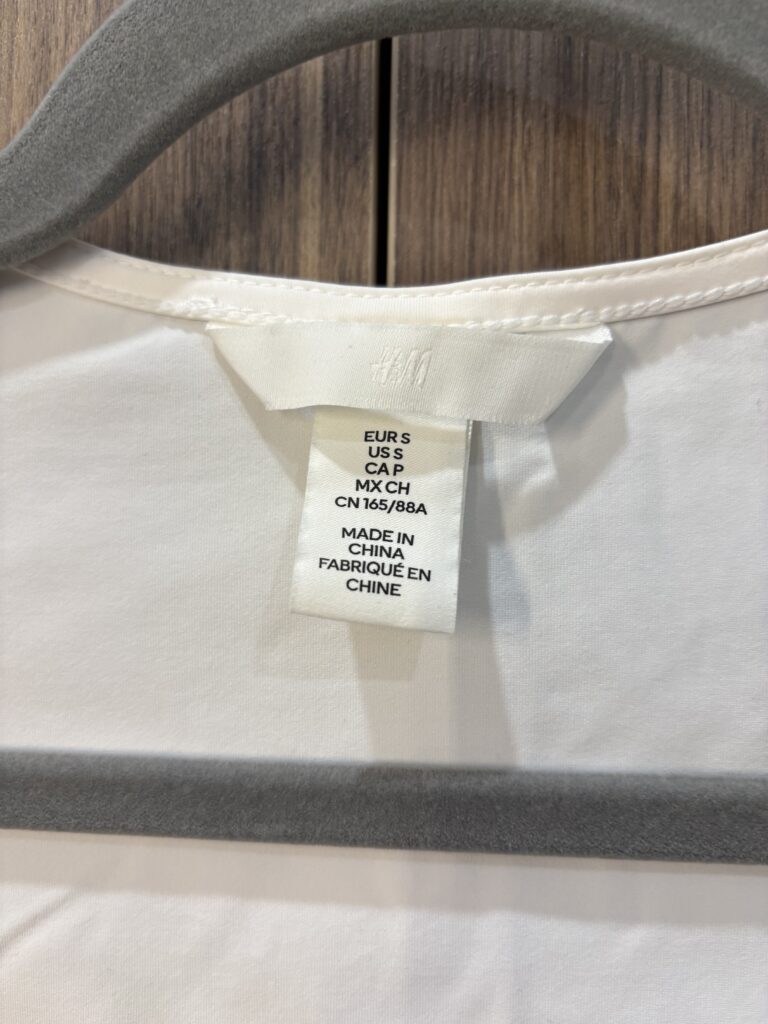 H&M
EUR S
US S
CA P
MX CH
CN 165/88A
MADE IN
CHINA
FABRIQUÉ EN
CHINE